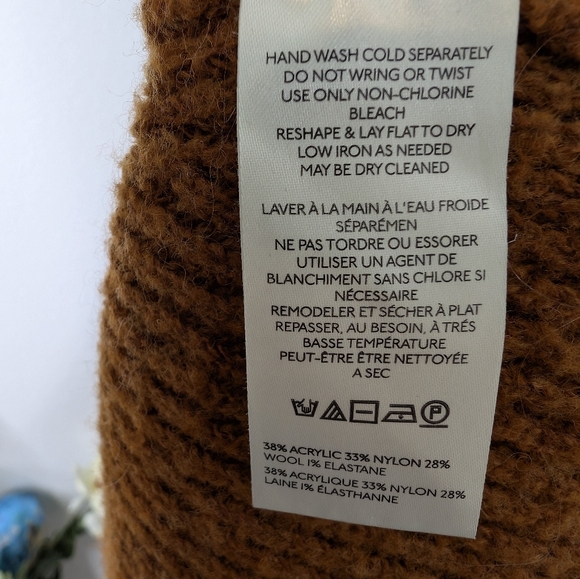 HAND WASH COLD SEPARATELY
DO NOT WRING OR TWIST
USE ONLY NON-CHLORINE
BLEACH
RESHAPE & LAY FLAT TO DRY
LOW IRON AS NEEDED
MAY BE DRY CLEANED
LAVER À LA MAIN À L'EAU FROIDE
SÉPARÉMEN
NE PAS TORDRE OU ESSORER
UTILISER UN AGENT DE
BLANCHIMENT SANS CHLORE SI
NÉCESSAIRE
REMODELER ET SÉCHER À PLAT
REPASSER, AU BESOIN, À TRÉS
BASSE TEMPÉRATURE
PEUT-ÊTRE ÊTRE NETTOYÉE
A SEC
P
38% ACRYLIC 33% NYLON 28%
WOOL 1% ELASTANE
38% ACRYLIQUE 33% NYLON 28%
LAINE 1% ÉLASTHANNE